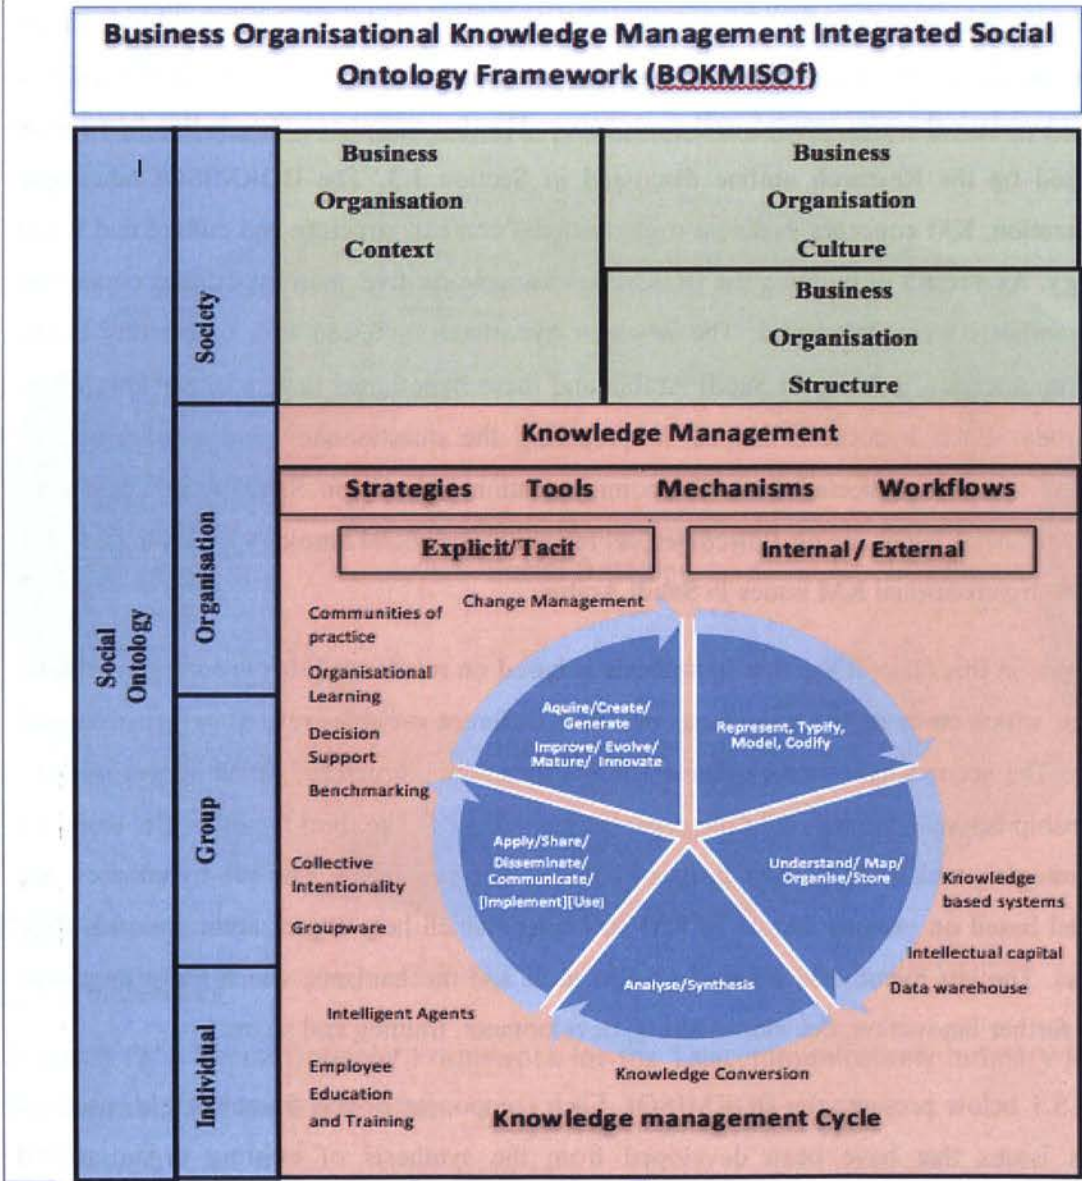 Business Organisational Knowledge Management Integrated Social
Ontology Framework (BOKMISOf)
Business
Organisation
Context
Business
Organisation
Culture
Business
Organisation
Structure
Society
Organisation
Group
Individual
Social
Ontology
Knowledge Management
Strategies Tools Mechanisms Workflows
Explicit/Tacit
Internal / External
Change Management
Communities of
practice
Organisational
Learning
Decision
Support
Benchmarking
Collective
Intentionality
Groupware
Intelligent Agents
Employee
Education
and Training
Aquire/Create/
Generate
Improve/ Evolve/
Mature/ Innovate
Represent, Typify,
Model, Codify
Apply/Share/
Disseminate/
Communicate/
[Implement][Use]
Understand/ Map/
Organise/Store
Analyse/Synthesis
Knowledge
based systems
Intellectual capital
Data warehouse
Knowledge Conversion
Knowledge management Cycle